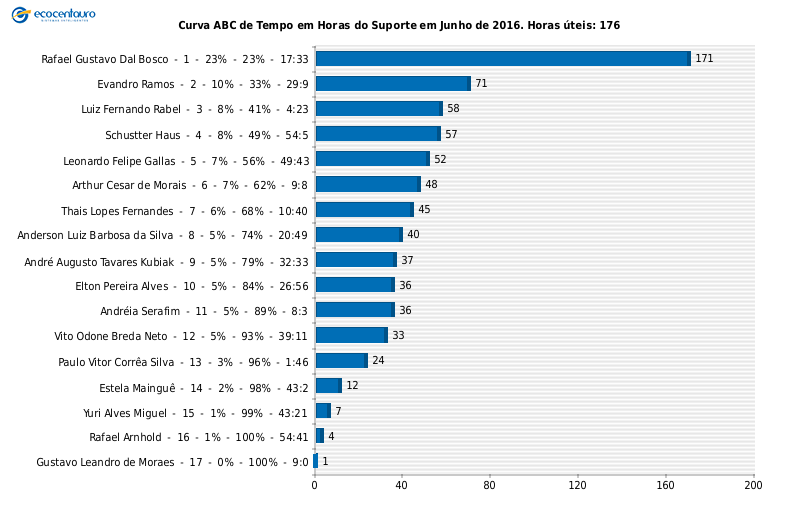 ecocentauro
Curva ABC de Tempo em Horas do Suporte em Junho de 2016. Horas úteis: 176
Rafael Gustavo Dal Bosco - 1 - 23% - 23% - 17:33 171
Evandro Ramos - 2 - 10% - 33% - 29:9 71
Luiz Fernando Rabel - 3 - 8% - 41% - 4:23 58
Schustter Haus - 4 - 8% - 49% - 54:5 57
Leonardo Felipe Gallas - 5 - 7% - 56% - 49:43 52
Arthur Cesar de Morais - 6 - 7% - 62% - 9:8 48
Thais Lopes Fernandes - 7 - 6% - 68% - 10:40 45
Anderson Luiz Barbosa da Silva - 8 - 5% - 74% - 20:49 40
André Augusto Tavares Kubiak - 9 - 5% - 79% - 32:33 37
Elton Pereira Alves - 10 - 5% - 84% - 26:56 36
Andréia Serafim - 11 - 5% - 89% - 8:3 36
Vito Odone Breda Neto - 12 - 5% - 93% - 39:11 33
Paulo Vitor Corrêa Silva - 13 - 3% - 96% - 1:46 24
Estela Mainguê - 14 - 2% - 98% - 43:2 12
Yuri Alves Miguel - 15 - 1% - 99% - 43:21 7
Rafael Arnhold - 16 - 1% - 100% - 54:41 4
Gustavo Leandro de Moraes - 17 - 0% - 100% - 9:0 1
0 40 80 120 160 200